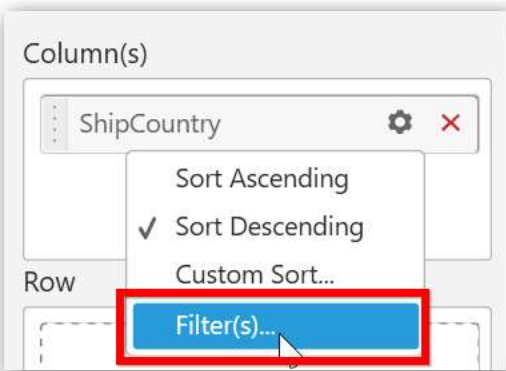 Column(s)
ShipCountry
Sort Ascending
Sort Descending
Custom Sort...
Row
Filter(s)...